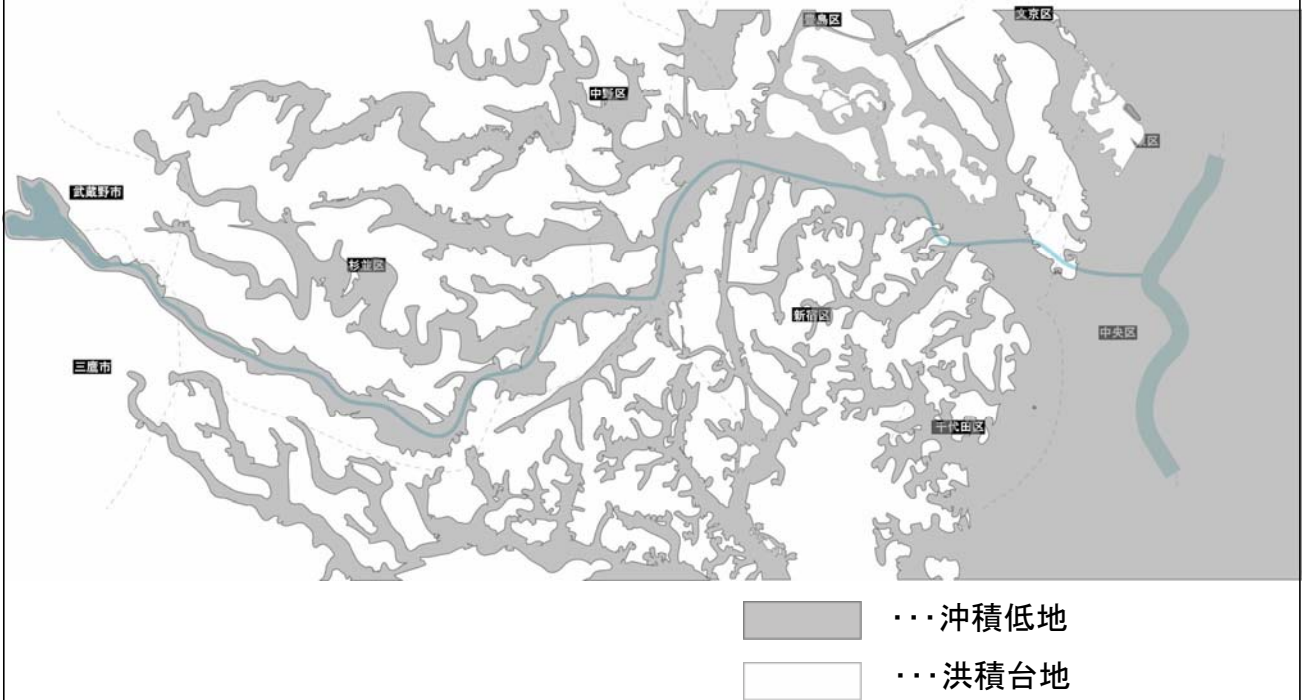 豊島区
文京区
中野区
区
武蔵野市
杉並区
新宿区
中央区
三鷹市
千代田区
･･･沖積低地
･･･洪積台地